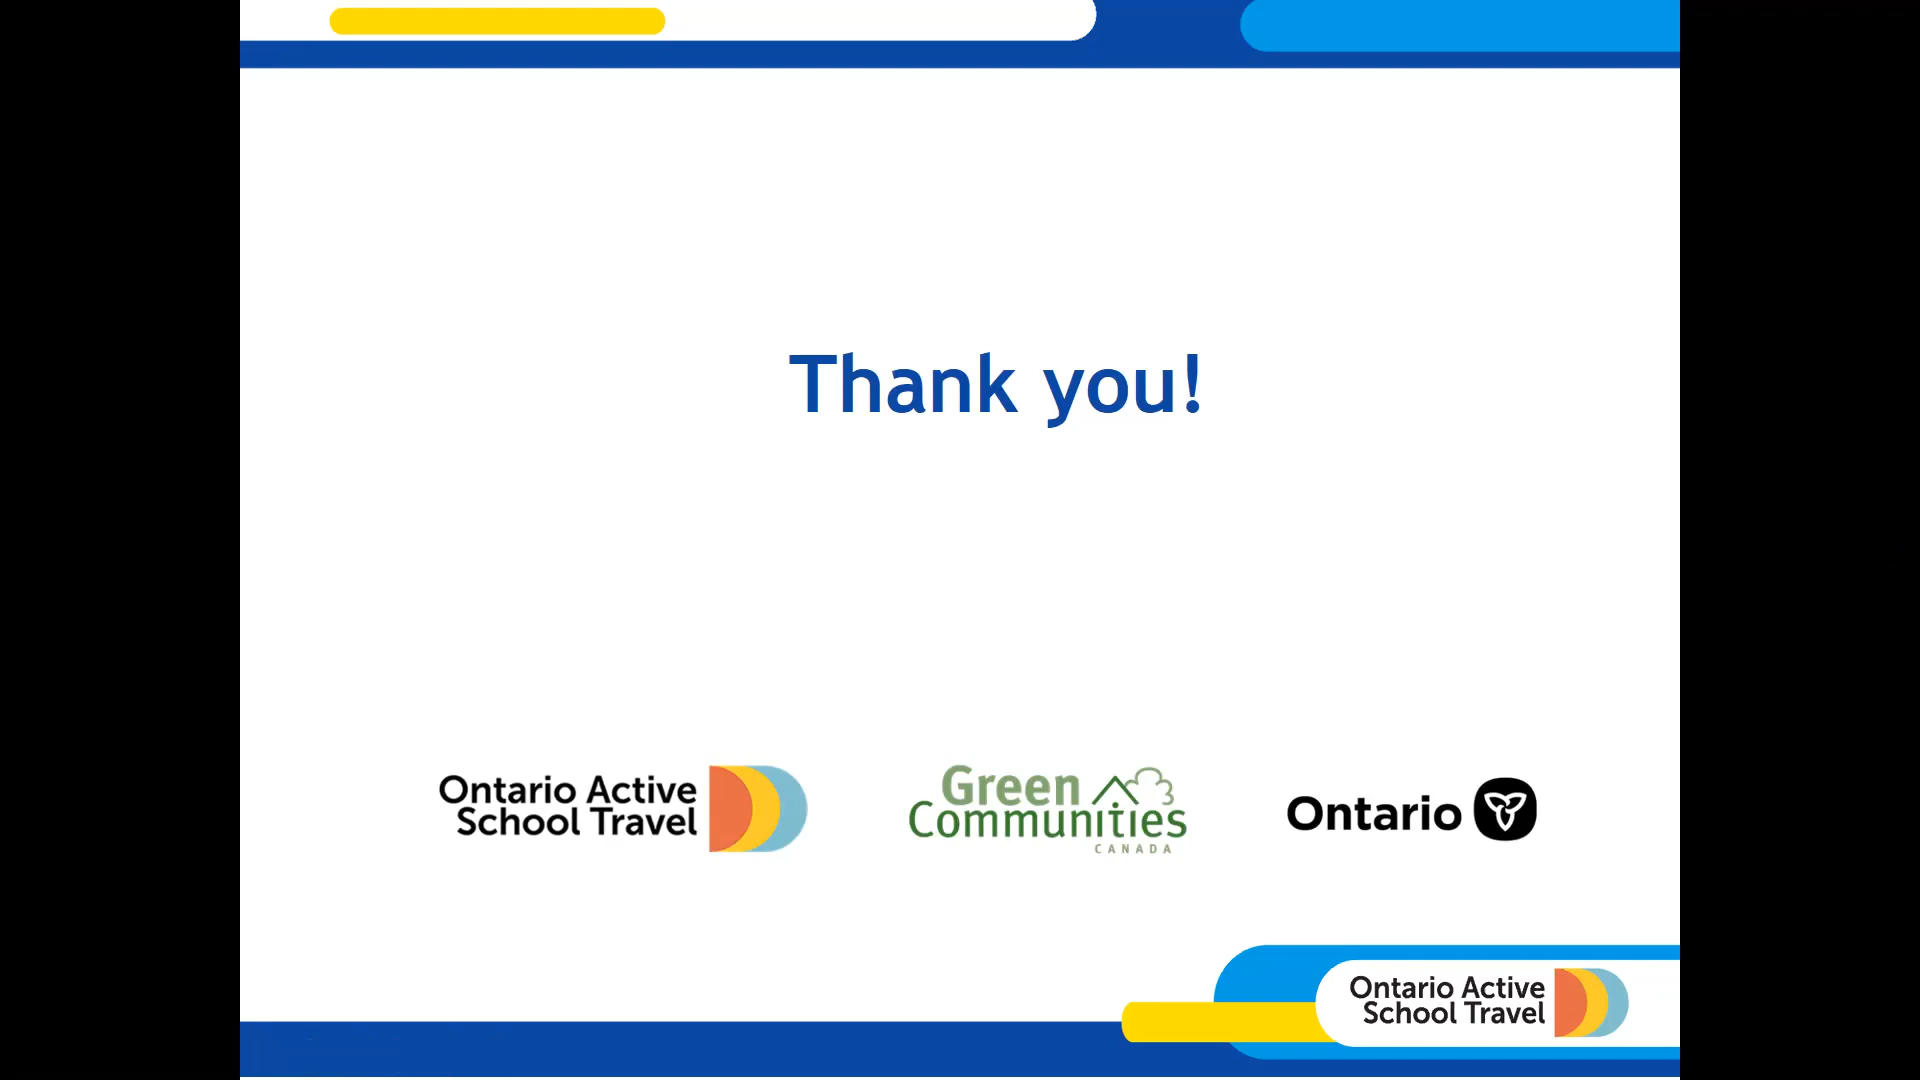 Thank you!
Ontario Active
School Travel
Green
Communities
CANADA
Ontario
Ontario Active
School Travel